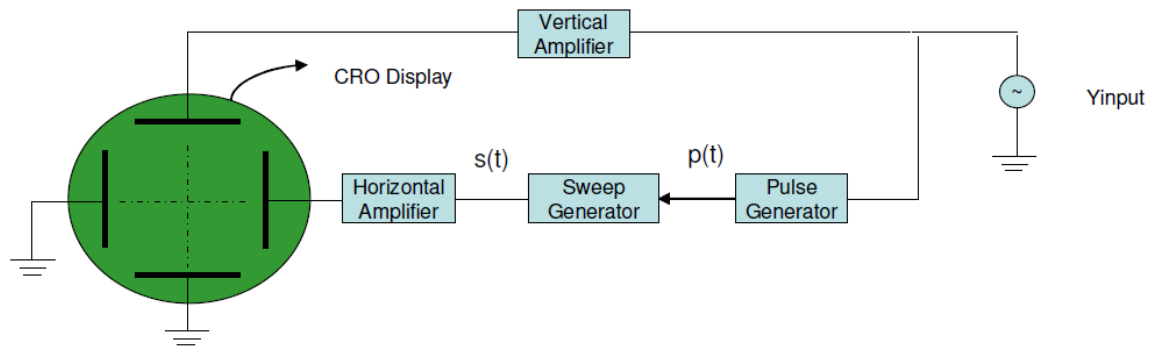 Vertical
Amplifier
CRO Display
~
Yinput
s(t)
p(t)
Horizontal
Amplifier
Sweep
Generator
Pulse
Generator